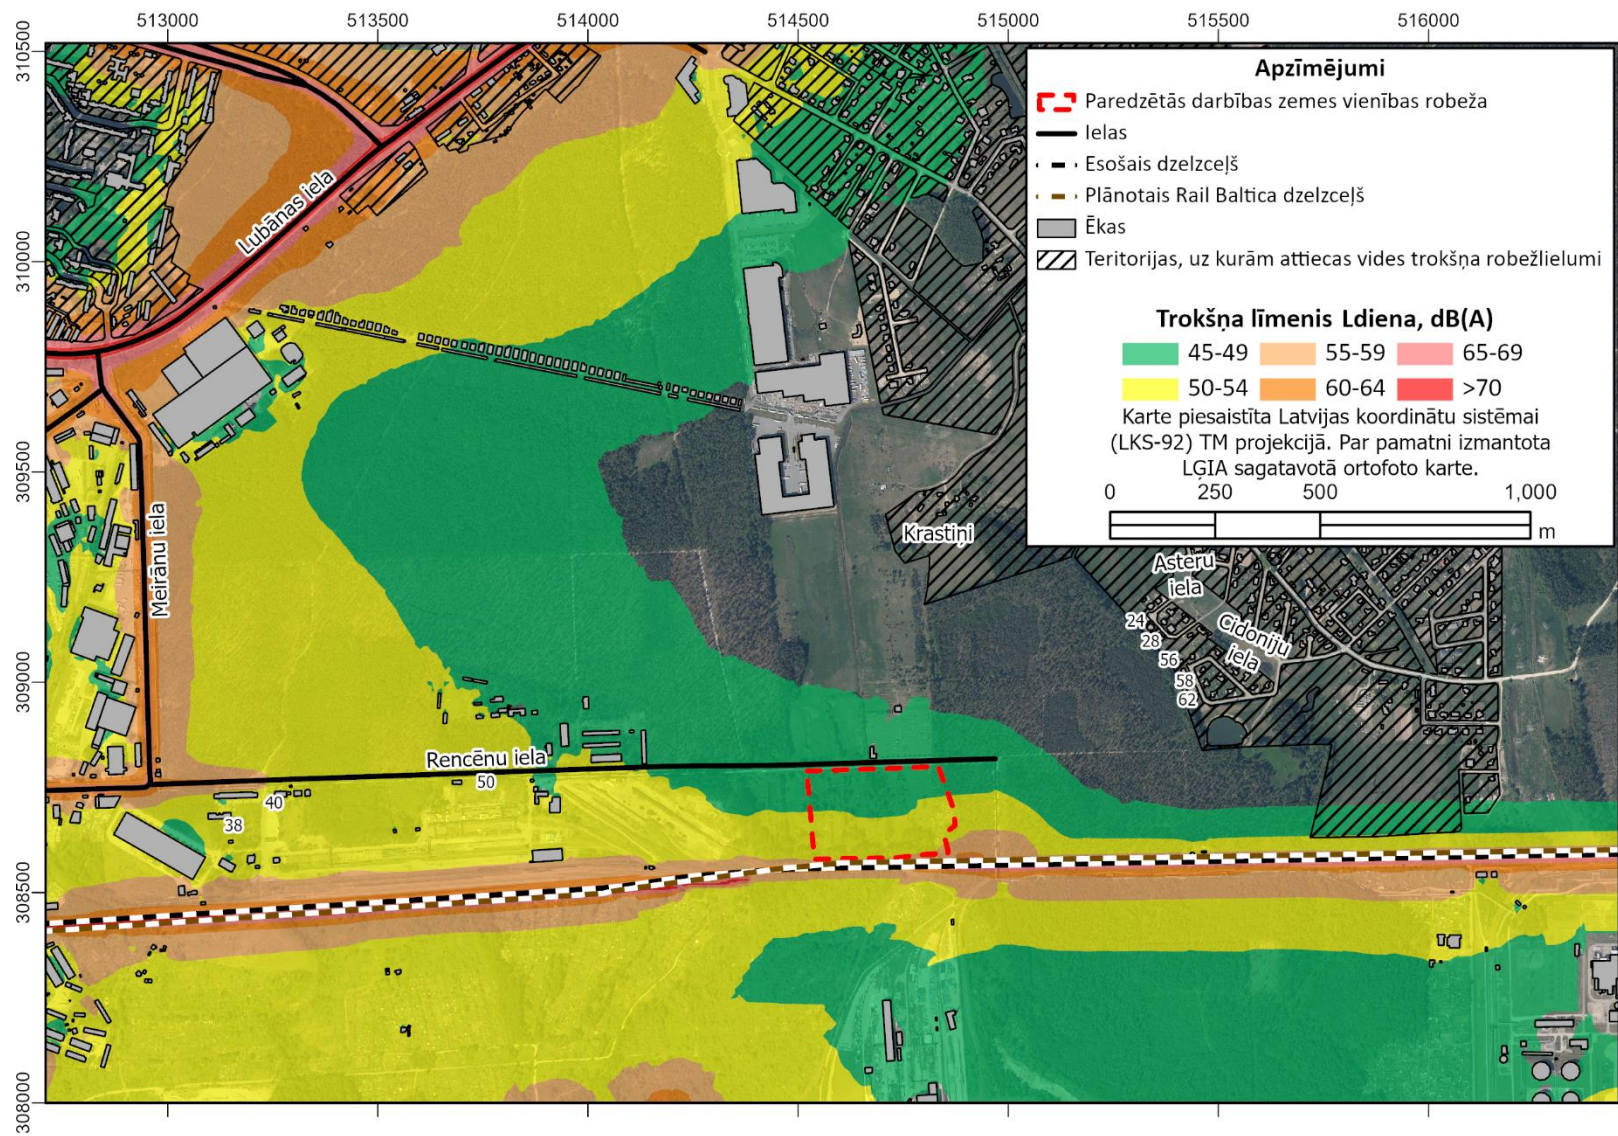 513000 513500 514000 514500 515000 515500 516000
310500
310000
309500
309000
308500
308000
Apzīmējumi
Paredzētās darbības zemes vienības robeža
Ielas
Esošais dzelzceļš
Plānotais Rail Baltica dzelzceļš
Ēkas
Teritorijas, uz kurām attiecas vides trokšņa robežlielumi
Trokšņa līmenis Ldiena, dB(A)
45-49 55-59 65-69
50-54 60-64 >70
Karte piesaistīta Latvijas koordinātu sistēmai
(LKS-92) TM projekcijā. Par pamatni izmantota
LĢIA sagatavotā ortofoto karte.
0 250 500 1,000
m
Lubānas iela
Meirānu iela
Krastiņi
Asteru
iela
Cidoniju
iela
24
28
56
58
62
Rencēnu iela
50
40
38